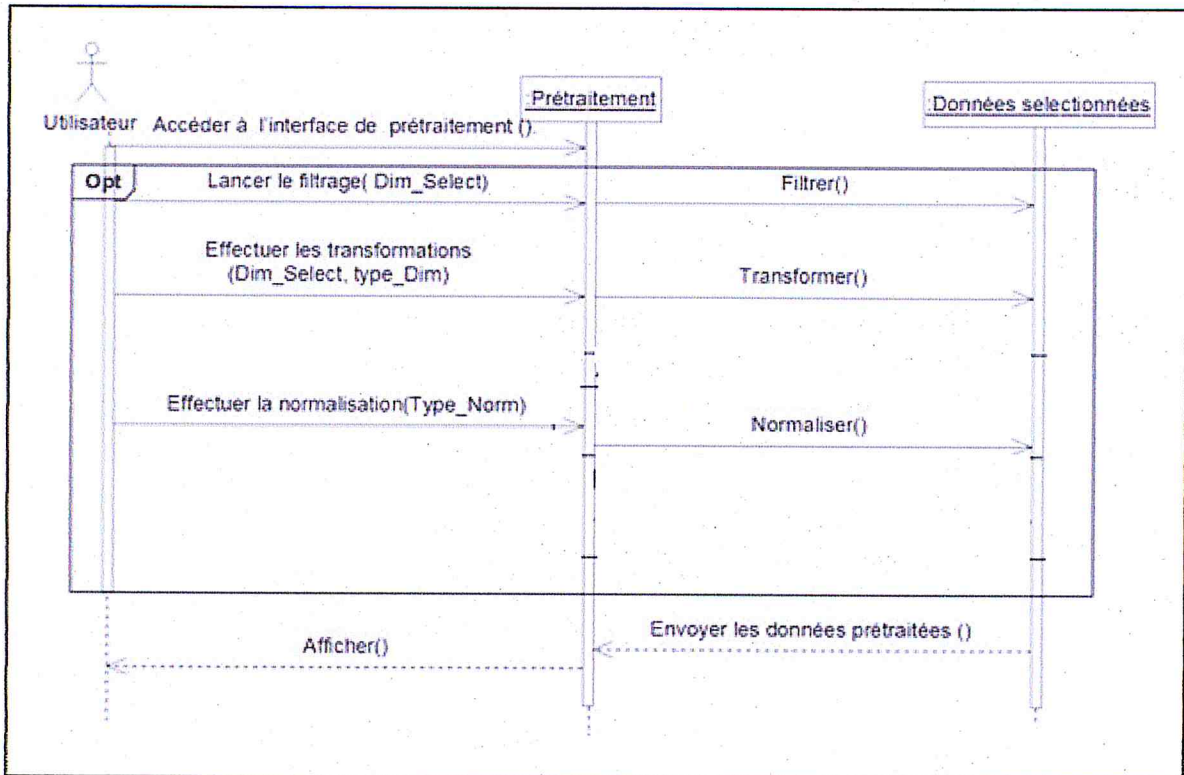 :Prétraitement
:Données selectionnées
Utilisateur
Accéder à l'interface de prétraitement ().
Opt
Lancer le filtrage( Dim_Select)
Filtrer()
Effectuer les transformations
(Dim_Select, type_Dim)
Transformer()
Effectuer la normalisation(Type_Norm)
Normaliser()
Envoyer les données prétraitées ()
Afficher()